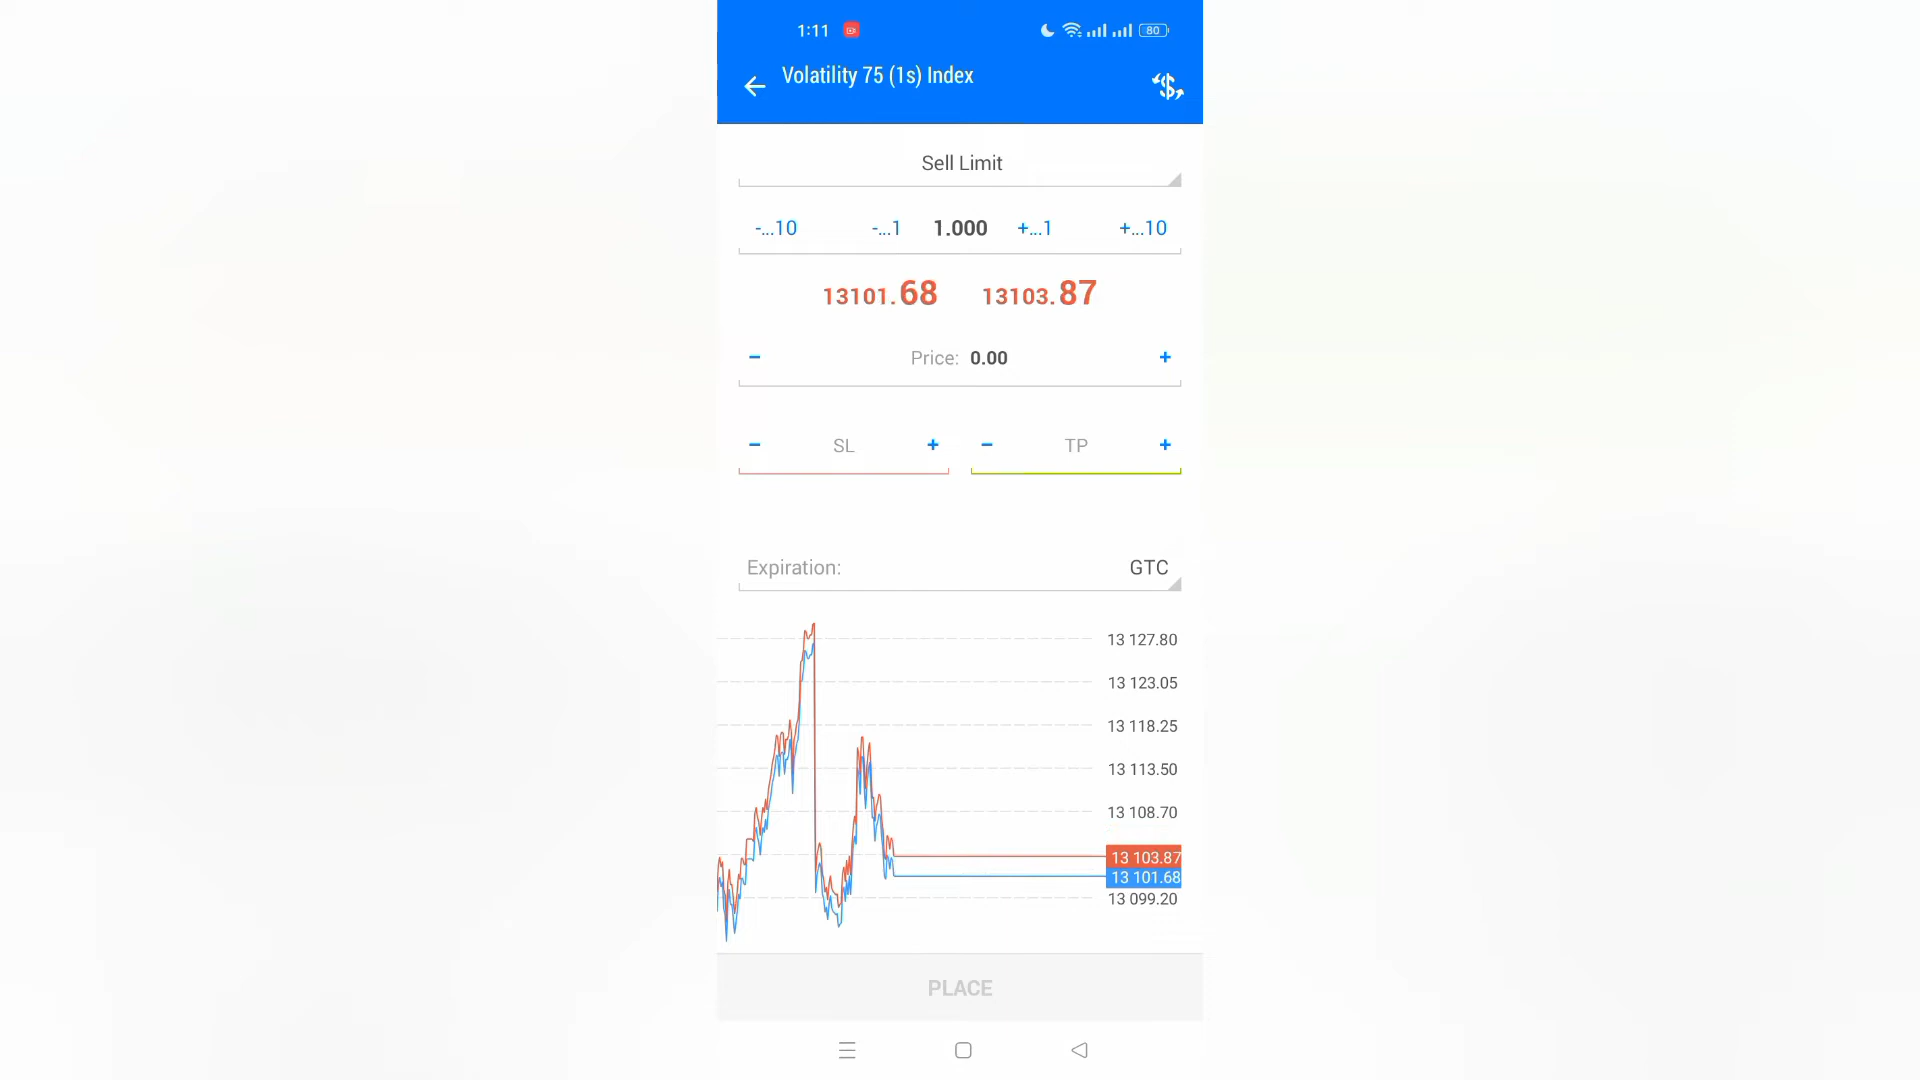 1:11
80
Volatility 75 (1s) Index
Sell Limit
-...10 -...1 1.000 +...1 +...10
13101.68 13103.87
- Price: 0.00 +
- SL + - TP +
Expiration: GTC
13 127.80
13 123.05
13 118.25
13 113.50
13 108.70
13 103.87
13 101.68
13 099.20
PLACE